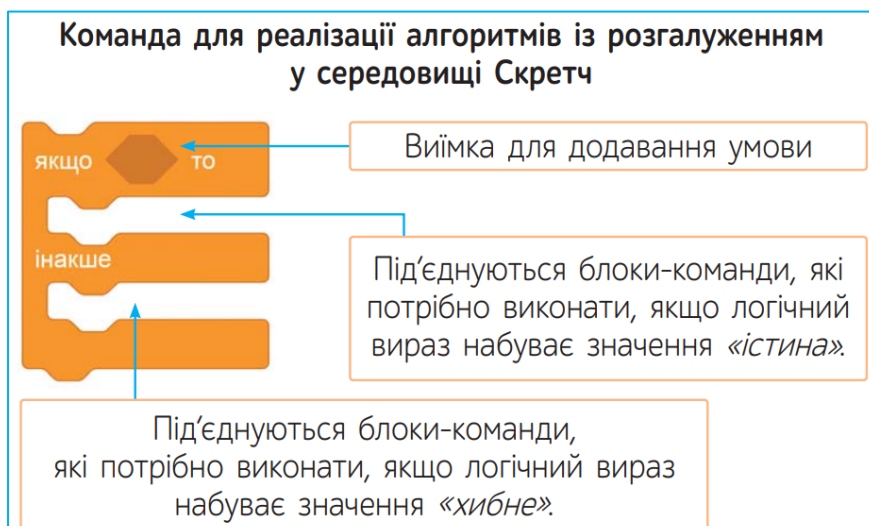 Команда для реалізації алгоритмів із розгалуженням
у середовищі Скретч
якщо то
Виїмка для додавання умови
інакше
Під’єднуються блоки-команди, які
потрібно виконати, якщо логічний
вираз набуває значення «істина».
Під’єднуються блоки-команди,
які потрібно виконати, якщо логічний вираз
набуває значення «хибне».